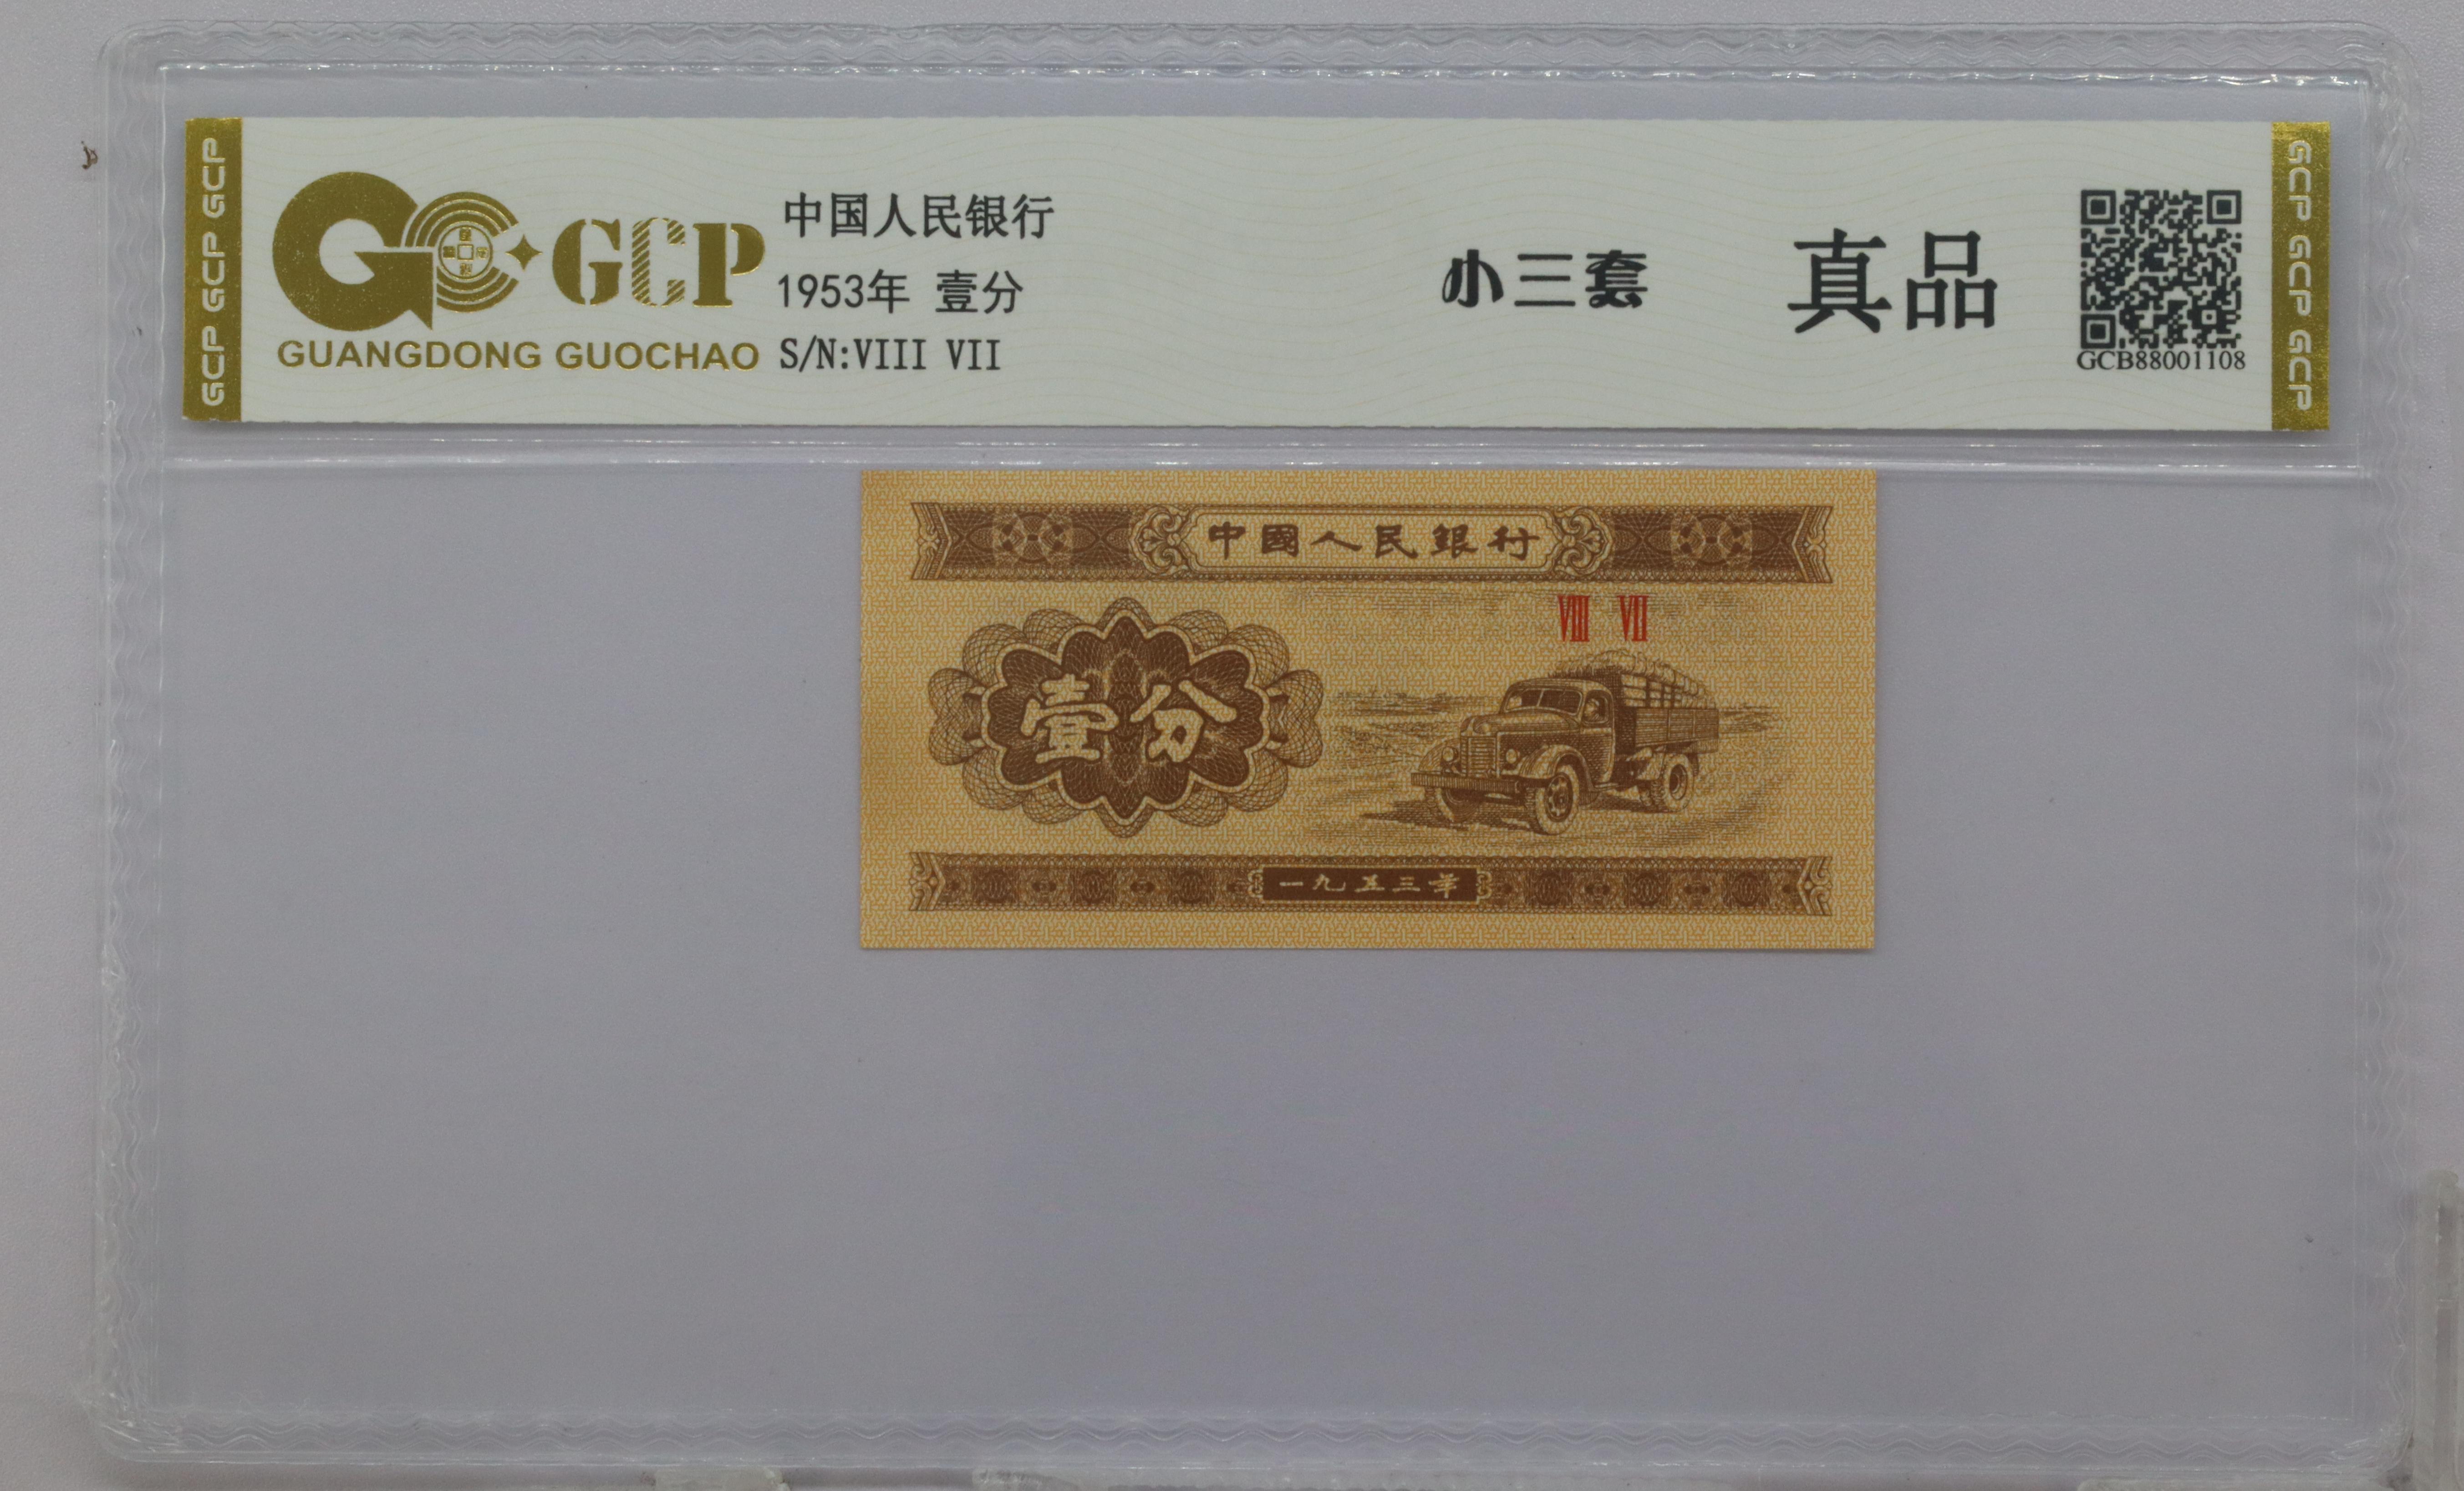 GCP GCP GCP
GCP
GUANGDONG GUOCHAO
中国人民银行
1953年 壹分
S/N:VIII VII
小三套
真品
GCB88001108
GCP GCP GCP
中國人民銀行
VIII VII
壹分
一九五三年